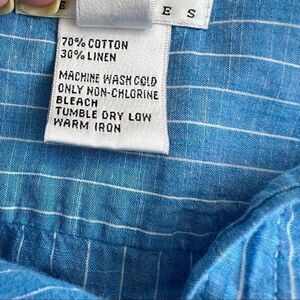 E E S
70% COTTON
30% LINEN
MACHINE WASH COLD
ONLY NON-CHLORINE
BLEACH
TUMBLE DRY LOW
WARM IRON